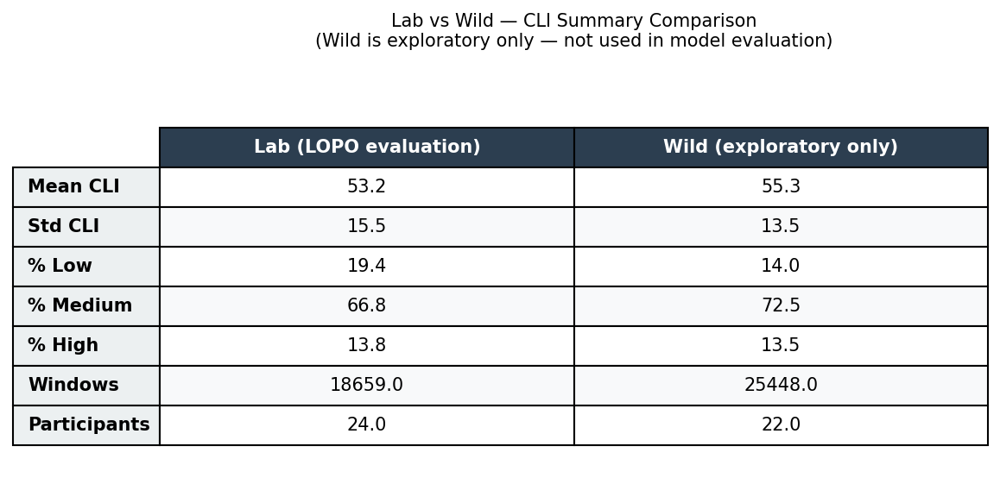 Lab vs Wild — CLI Summary Comparison
(Wild is exploratory only — not used in model evaluation)
Lab (LOPO evaluation) Wild (exploratory only)
Mean CLI 53.2 55.3
Std CLI 15.5 13.5
% Low 19.4 14.0
% Medium 66.8 72.5
% High 13.8 13.5
Windows 18659.0 25448.0
Participants 24.0 22.0